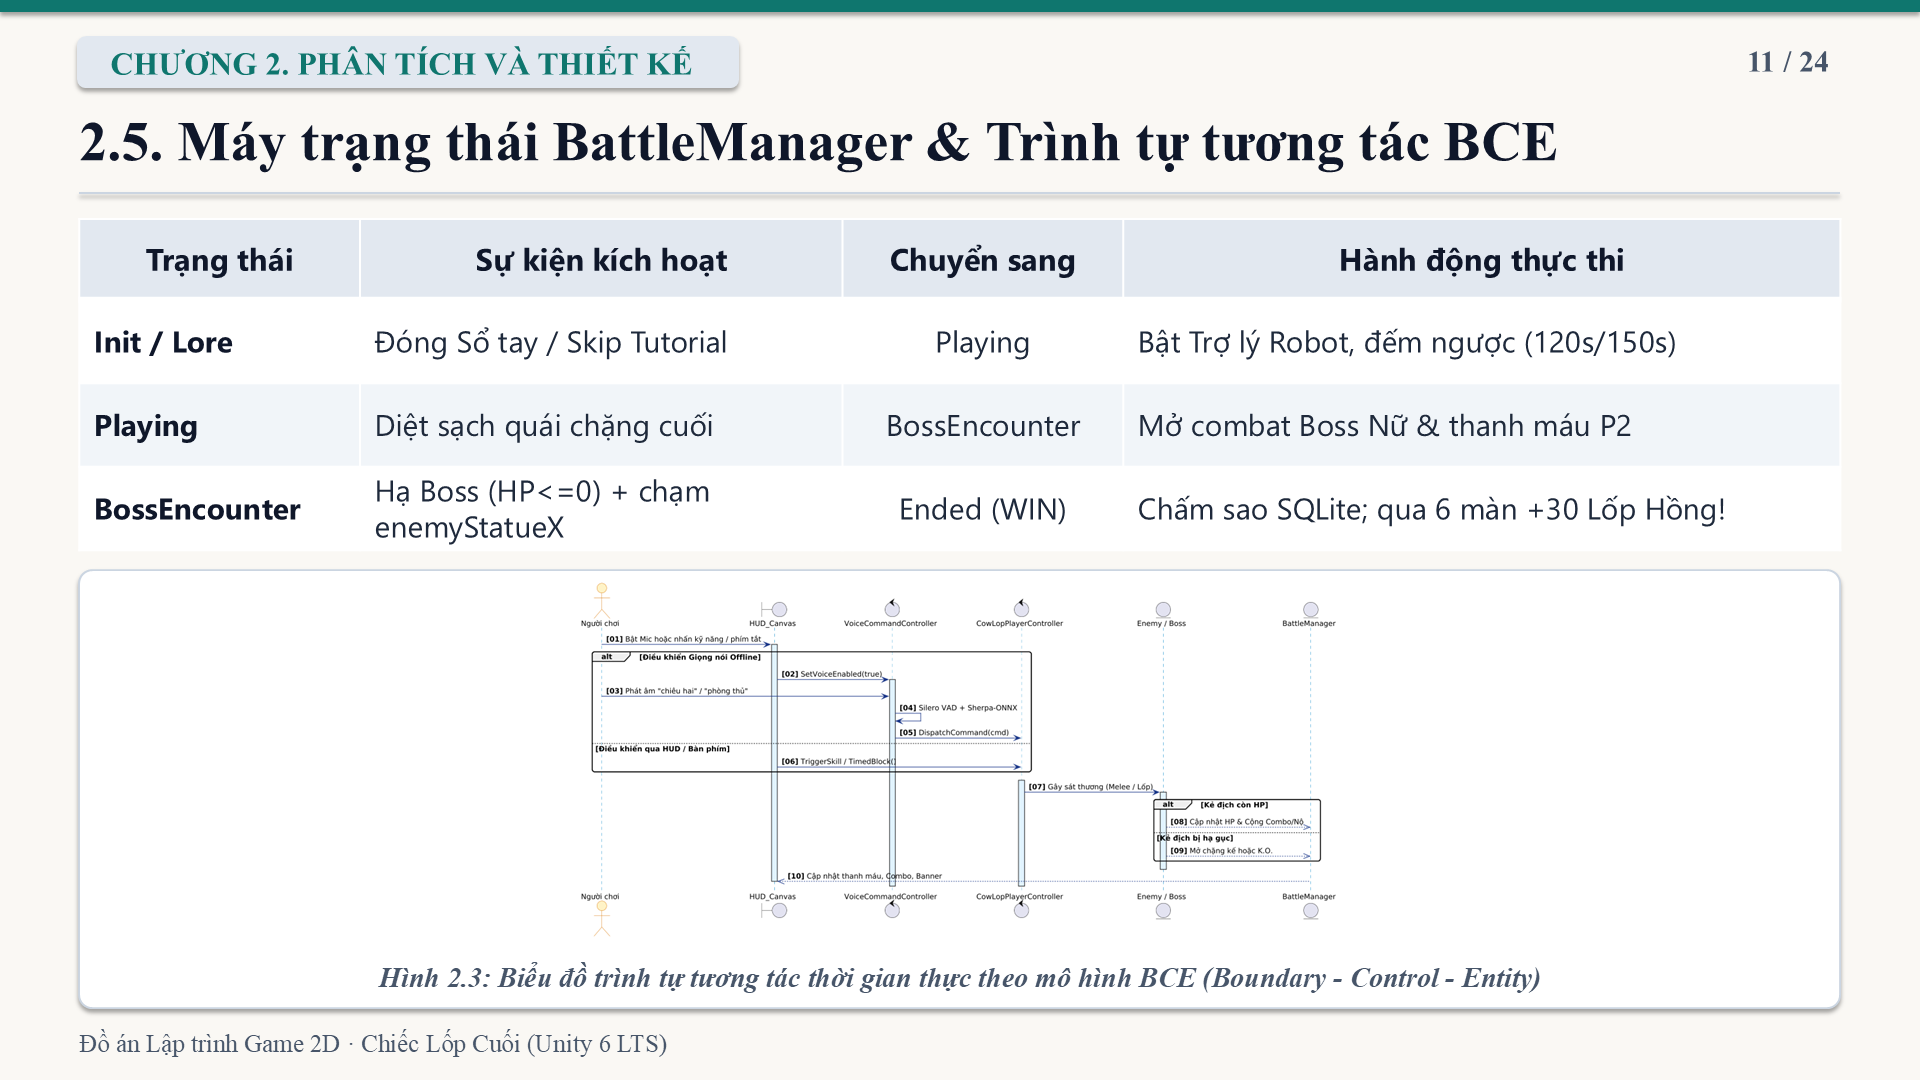 CHƯƠNG 2. PHÂN TÍCH VÀ THIẾT KẾ
11 / 24
2.5. Máy trạng thái BattleManager & Trình tự tương tác BCE
Trạng thái
Sự kiện kích hoạt
Chuyển sang
Hành động thực thi
Init / Lore
Đóng Sổ tay / Skip Tutorial
Playing
Bật Trợ lý Robot, đếm ngược (120s/150s)
Playing
Diệt sạch quái chặng cuối
BossEncounter
Mở combat Boss Nữ & thanh máu P2
BossEncounter
Hạ Boss (HP<=0) + chạm
enemyStatueX
Ended (WIN)
Chấm sao SQLite; qua 6 màn +30 Lốp Hồng!
Người chơi
HUD_Canvas
VoiceCommandController
CowLopPlayerController
Enemy / Boss
BattleManager
[01] Bật Mic hoặc nhấn kỹ năng / phím tắt
alt
[Điều khiển Giọng nói Offline]
[02] SetVoiceEnabled(true)
[03] Phát âm "chiêu hai" / "phòng thủ"
[04] Silero VAD + Sherpa-ONNX
[05] DispatchCommand(cmd)
[Điều khiển qua HUD / Bàn phím]
[06] TriggerSkill / TimedBlock()
[07] Gây sát thương (Melee / Lốp)
alt
[Kẻ địch còn HP]
[08] Cập nhật HP & Cộng Combo/Nộ
[Kẻ địch bị hạ gục]
[09] Mở chặng kế hoặc K.O.
[10] Cập nhật thanh máu, Combo, Banner
Người chơi
HUD_Canvas
VoiceCommandController
CowLopPlayerController
Enemy / Boss
BattleManager
Hình 2.3: Biểu đồ trình tự tương tác thời gian thực theo mô hình BCE (Boundary - Control - Entity)
Đồ án Lập trình Game 2D · Chiếc Lốp Cuối (Unity 6 LTS)